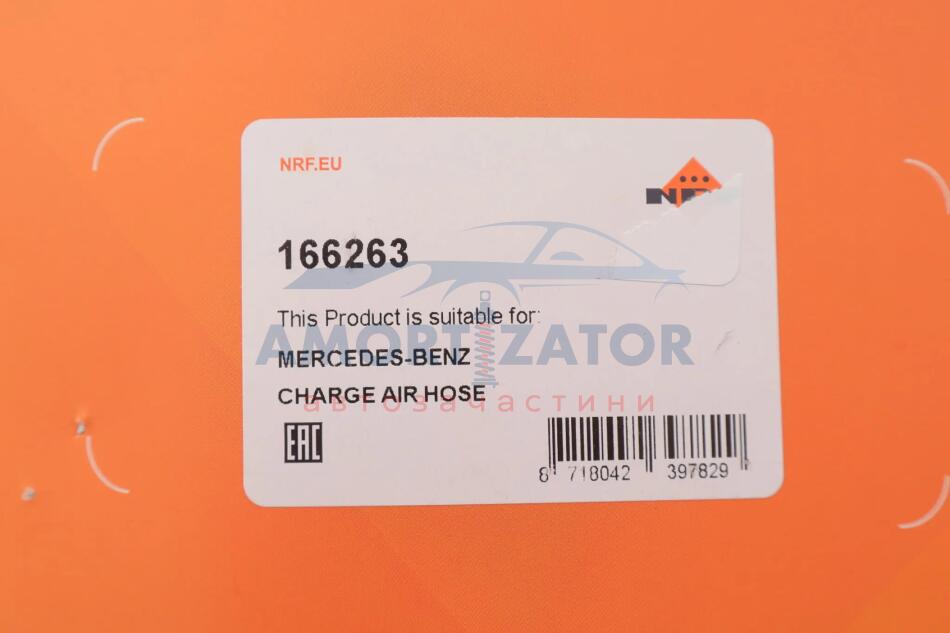 NRF.EU
166263
This Product is suitable for:
AMORTIZATOR
MERCEDES-BENZ
CHARGE AIR HOSE
автозапчастини
EAC
8 718042 397829